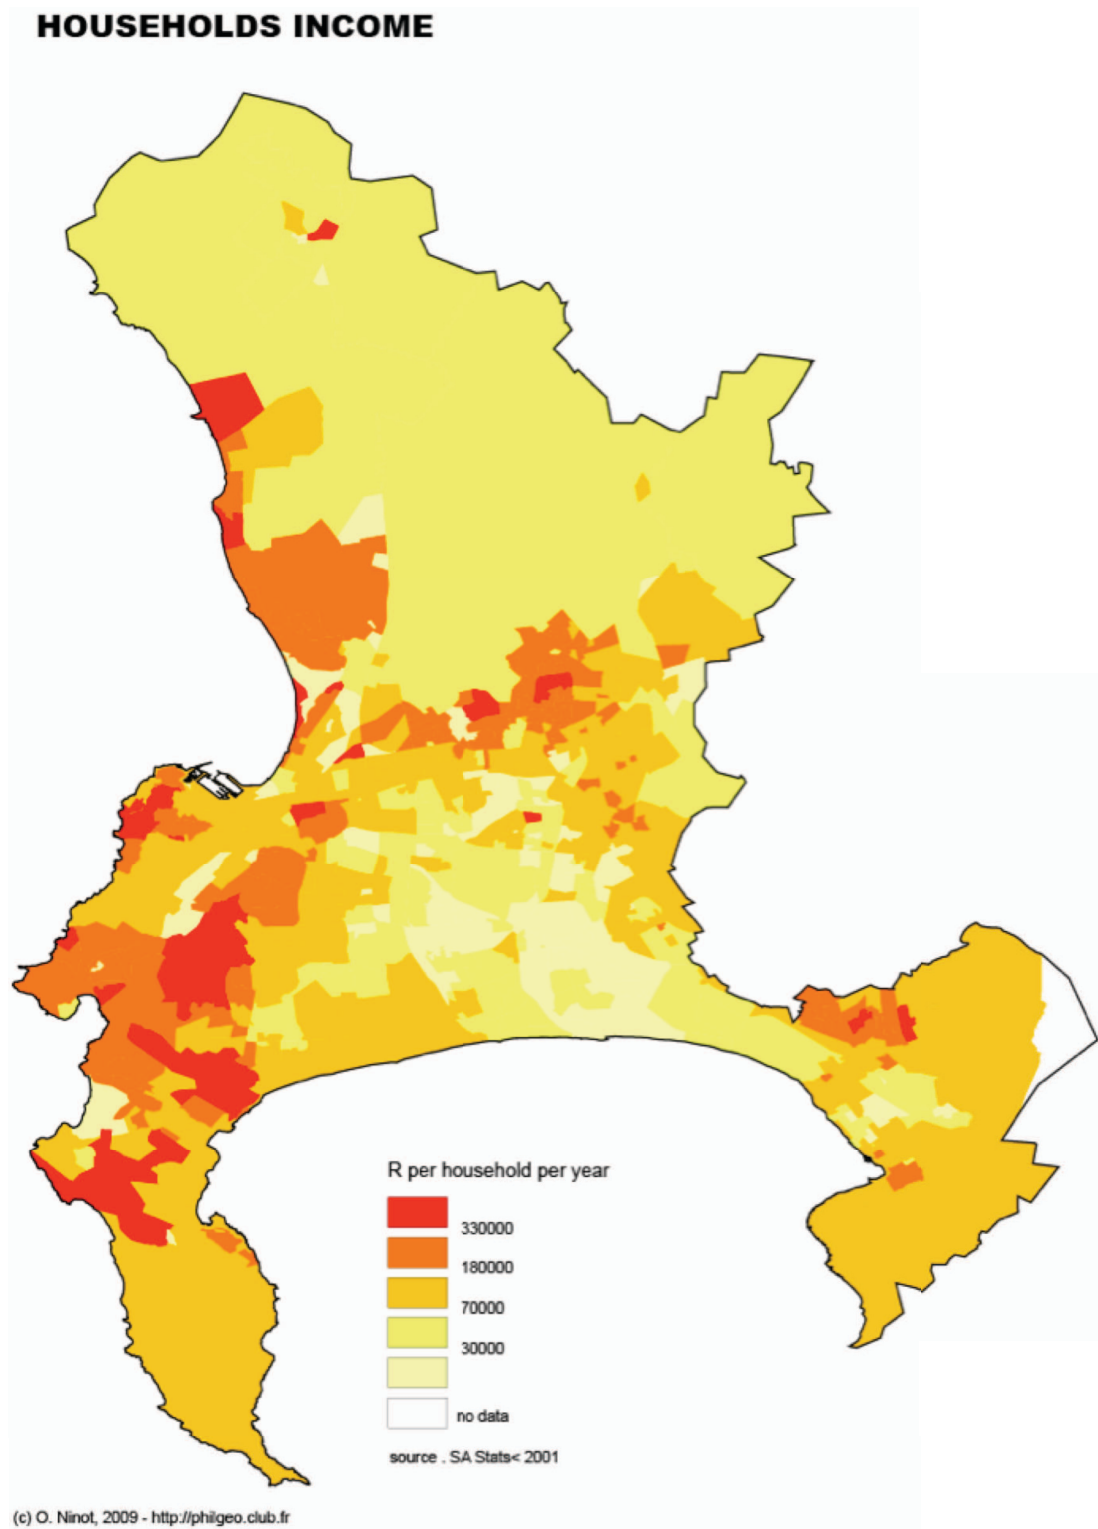 HOUSEHOLDS INCOME
R per household per year
330000
180000
70000
30000
no data
source . SA Stats< 2001
(c) O. Ninot, 2009 - http://philgeo.club.fr